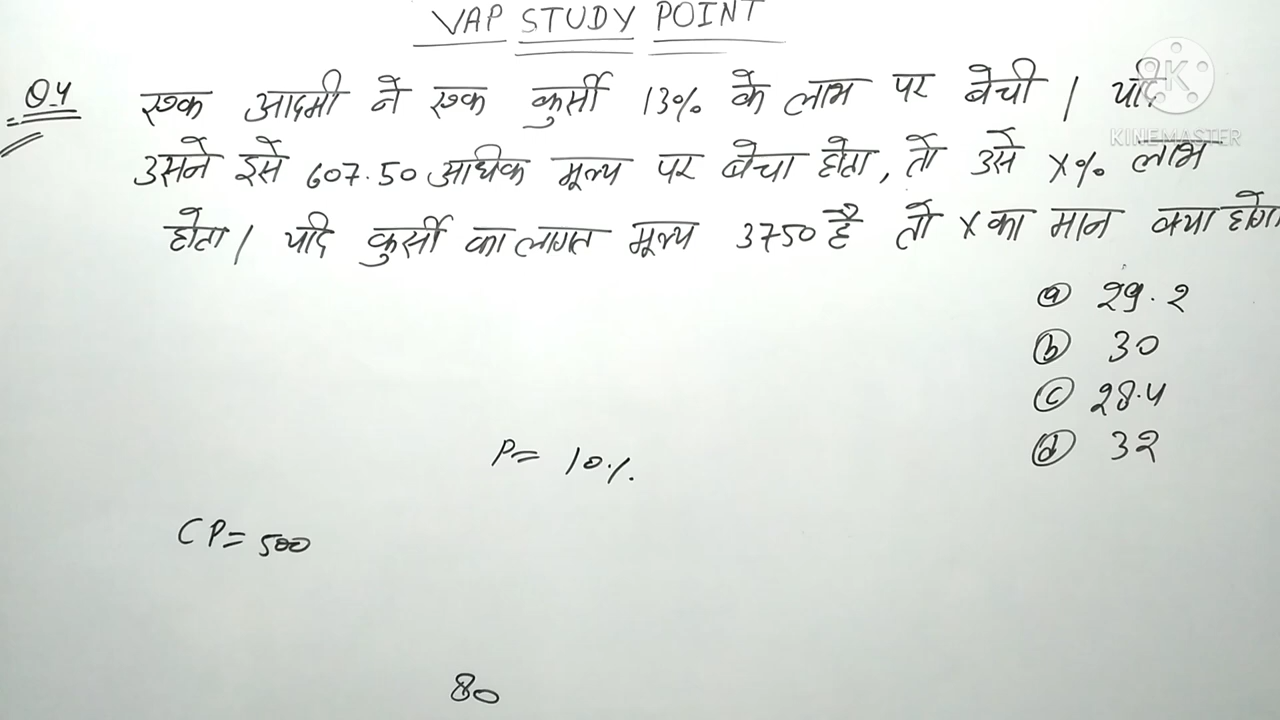 VAP STUDY POINT
Q.4 एक आदमी ने एक कुर्सी 13% के लाभ पर बेची / यदि
उसने इसे 607.50 अधिक मूल्य पर बेचा होता, तो उसे x% लाभ
होता / यदि कुर्सी का लागत मूल्य 3750 है तो x का मान क्या होगा
(a) 29.2
(b) 30
(c) 28.4
(d) 32
P= 10%
CP= 500
80
K
KINEMASTER